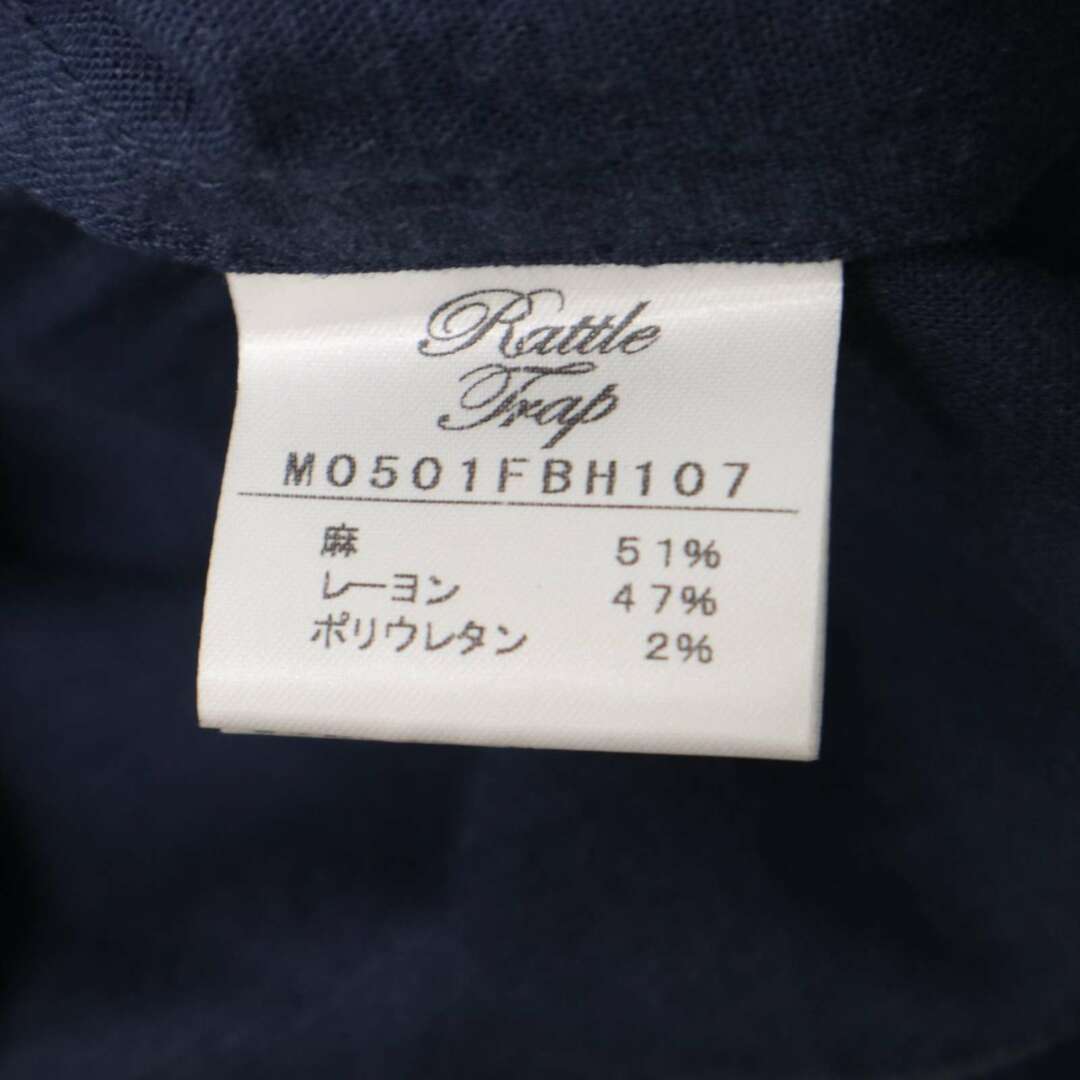 Rattle
Trap
M0501FBH107
麻 51%
レーヨン 47%
ポリウレタン 2%